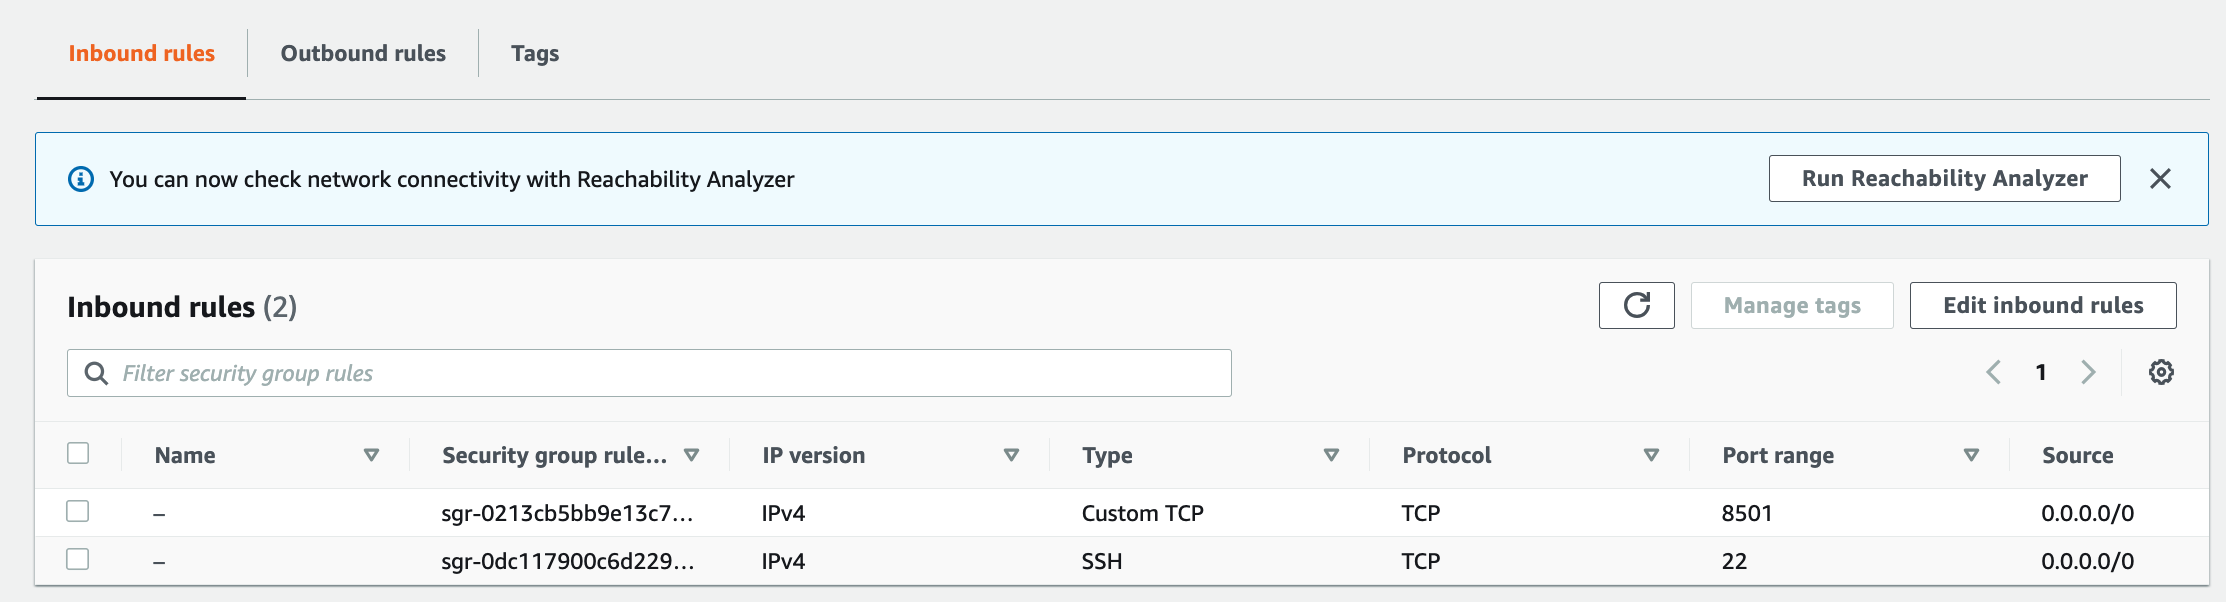 Inbound rules Outbound rules Tags
You can now check network connectivity with Reachability Analyzer Run Reachability Analyzer
Inbound rules (2) Manage tags Edit inbound rules
Filter security group rules 1
Name Security group rule... IP version Type Protocol Port range Source
– sgr-0213cb5bb9e13c7... IPv4 Custom TCP TCP 8501 0.0.0.0/0
– sgr-0dc117900c6d229... IPv4 SSH TCP 22 0.0.0.0/0